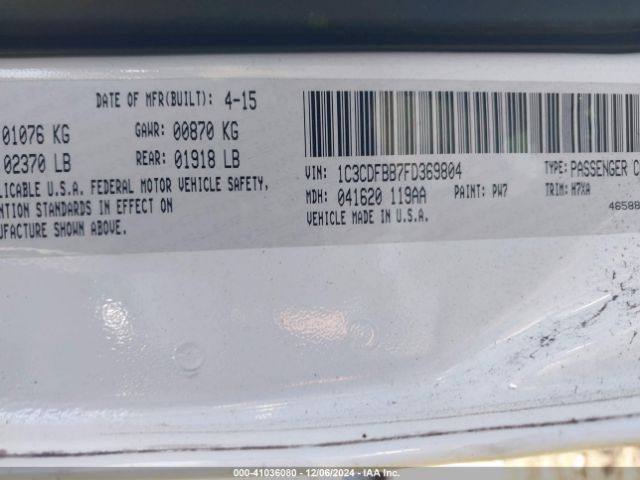 DATE OF MFR(BUILT): 4-15
01076 KG GAWR: 00870 KG
02370 LB REAR: 01918 LB
LICABLE U.S.A. FEDERAL MOTOR VEHICLE SAFETY,
NTION STANDARDS IN EFFECT ON
NUFACTURE SHOWN ABOVE.
VIN: 1C3CDFBB7FD369804 TYPE: PASSENGER C
MDH: 041620 119AA PAINT: PW7 TRIM: H7XA
VEHICLE MADE IN U.S.A. 46588
000-41036080 - 12/06/2024 - IAA Inc.